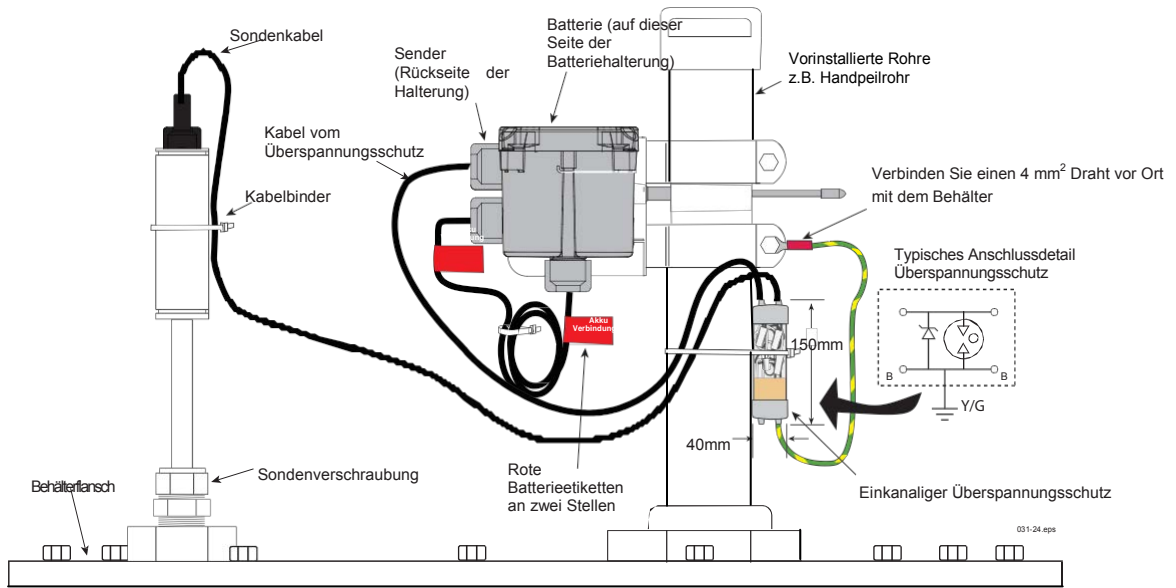 Sondenkabel
Sender
(Rückseite der
Halterung)
Batterie (auf dieser
Seite der
Batteriehalterung)
Vorinstallierte Rohre
z.B. Handpeilrohr
Kabel vom
Überspannungsschutz
Kabelbinder
Verbinden Sie einen 4 mm² Draht vor Ort
mit dem Behälter
Typisches Anschlussdetail
Überspannungsschutz
B
B
Y/G
Akku
Verbindung
150mm
40mm
Sondenverschraubung
Behälterflansch
Rote
Batterieetiketten
an zwei Stellen
Einkanaliger Überspannungsschutz
031-24.eps